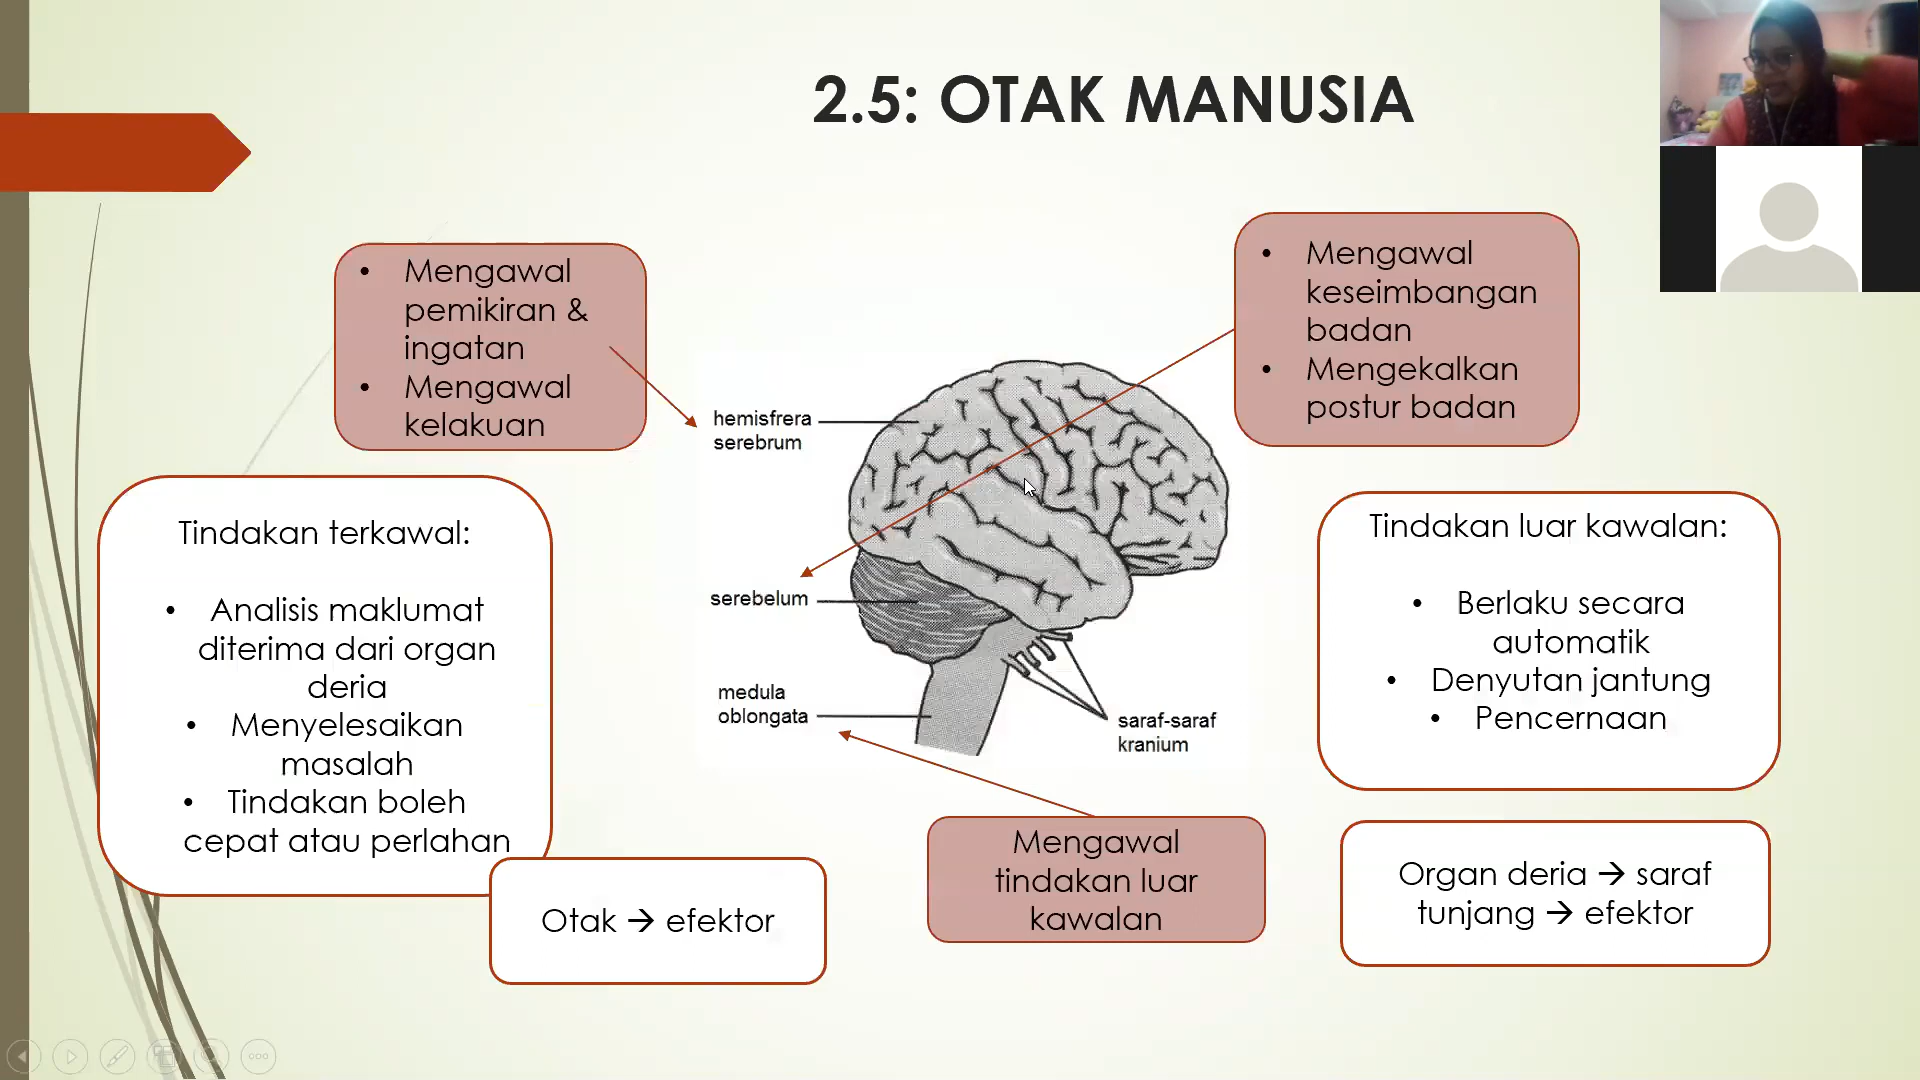 2.5: OTAK MANUSIA
• Mengawal
pemikiran &
ingatan
• Mengawal
kelakuan
• Mengawal
keseimbangan
badan
• Mengekalkan
postur badan
hemisfrera
serebrum
serebelum
medula
oblongata
saraf-saraf
kranium
Tindakan terkawal:
• Analisis maklumat
diterima dari organ
deria
• Menyelesaikan
masalah
• Tindakan boleh
cepat atau perlahan
Otak → efektor
Mengawal
tindakan luar
kawalan
Tindakan luar kawalan:
• Berlaku secara
automatik
• Denyutan jantung
• Pencernaan
Organ deria → saraf
tunjang → efektor